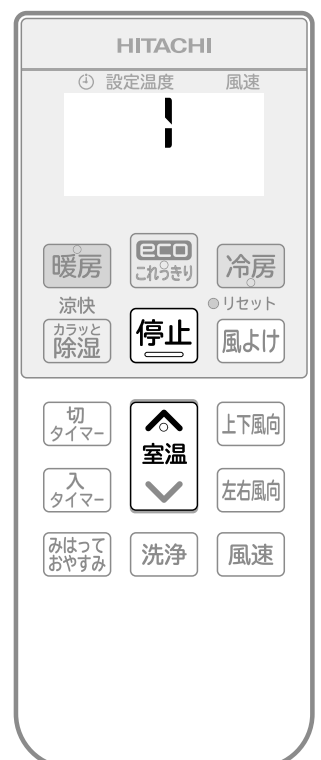 HITACHI
設定温度 風速
1
暖房
eco
これっきり
冷房
涼快
カラッと
除湿
停止
リセット
風よけ
切
タイマー
室温
上下風向
入
タイマー
左右風向
みはって
おやすみ
洗浄
風速